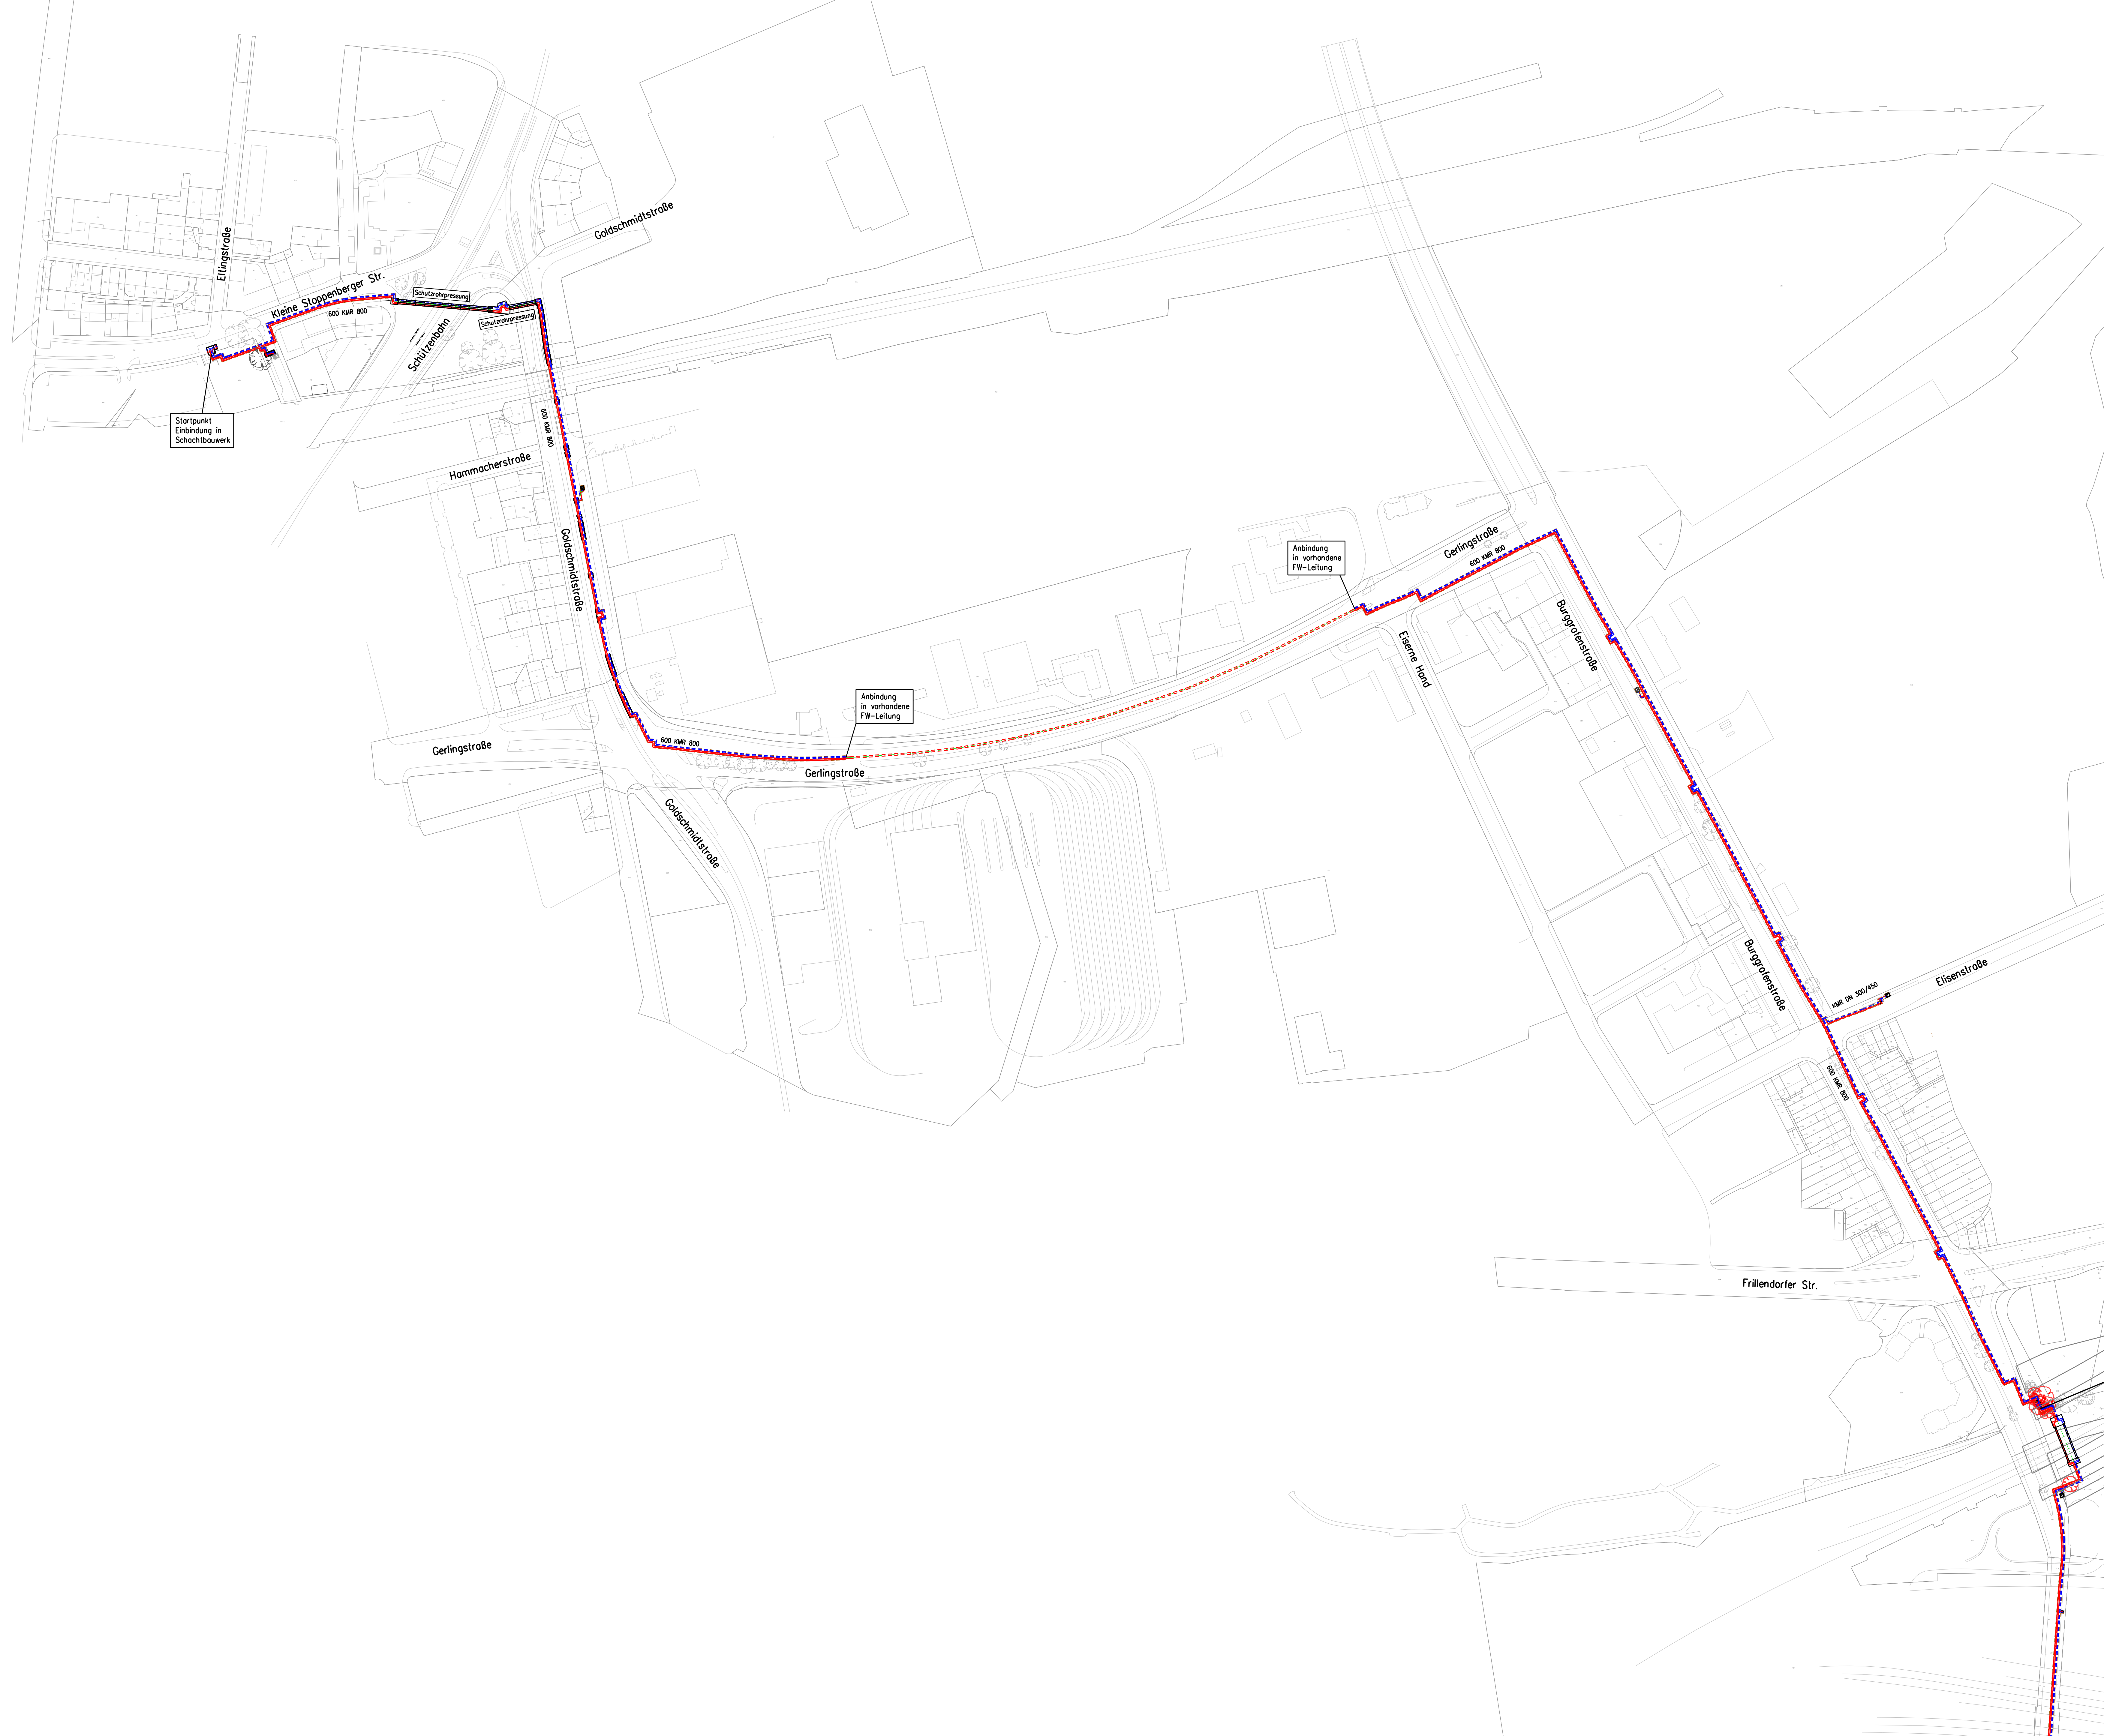 Goldschmidtstraße
Eltingstraße
Kleine Stoppenberger Str.
Schutzrohrpressung
600 KMR 800
Schutzrohrpressung
Schützenbahn
Startpunkt
Einbindung in
Schachtbauwerk
600 KMR 800
Hammacherstraße
Goldschmidtstraße
Gerlingstraße
600 KMR 800
Anbindung
in vorhandene
FW-Leitung
Burggrafenstraße
Eiserne Hand
Anbindung
in vorhandene
FW-Leitung
600 KMR 800
Gerlingstraße
Gerlingstraße
Goldschmidtstraße
Burggrafenstraße
Elisenstraße
KMR DN 300/450
600 KMR 800
Frillendorfer Str.